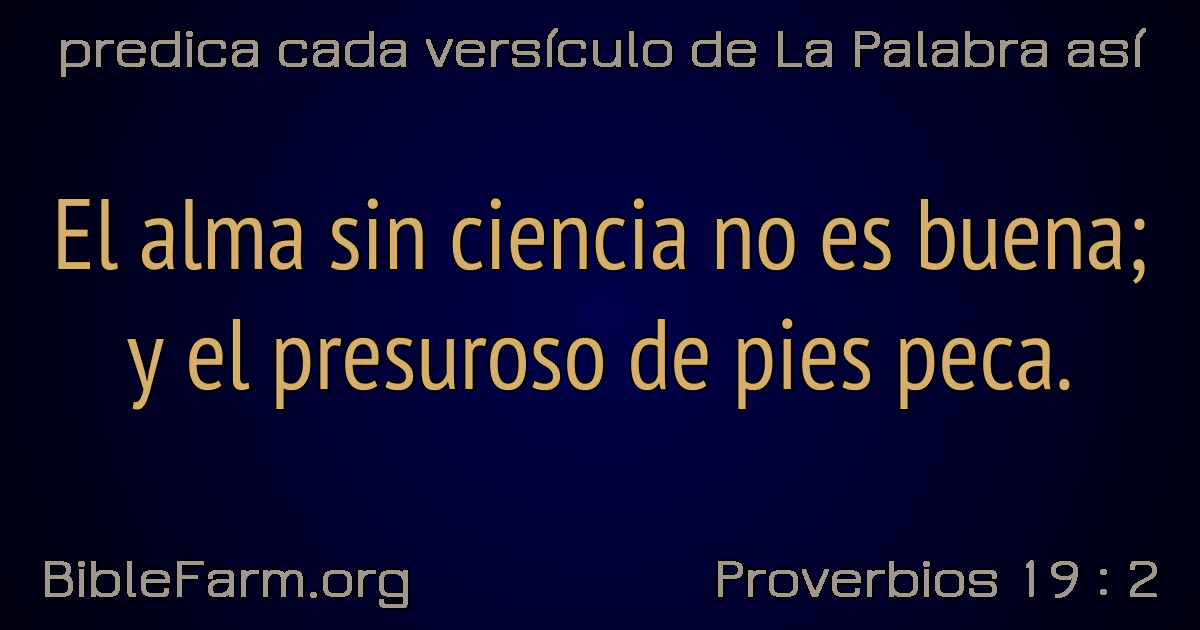 predica cada versículo de La Palabra así
El alma sin ciencia no es buena;
y el presuroso de pies peca.
BibleFarm.org
Proverbios 19 : 2